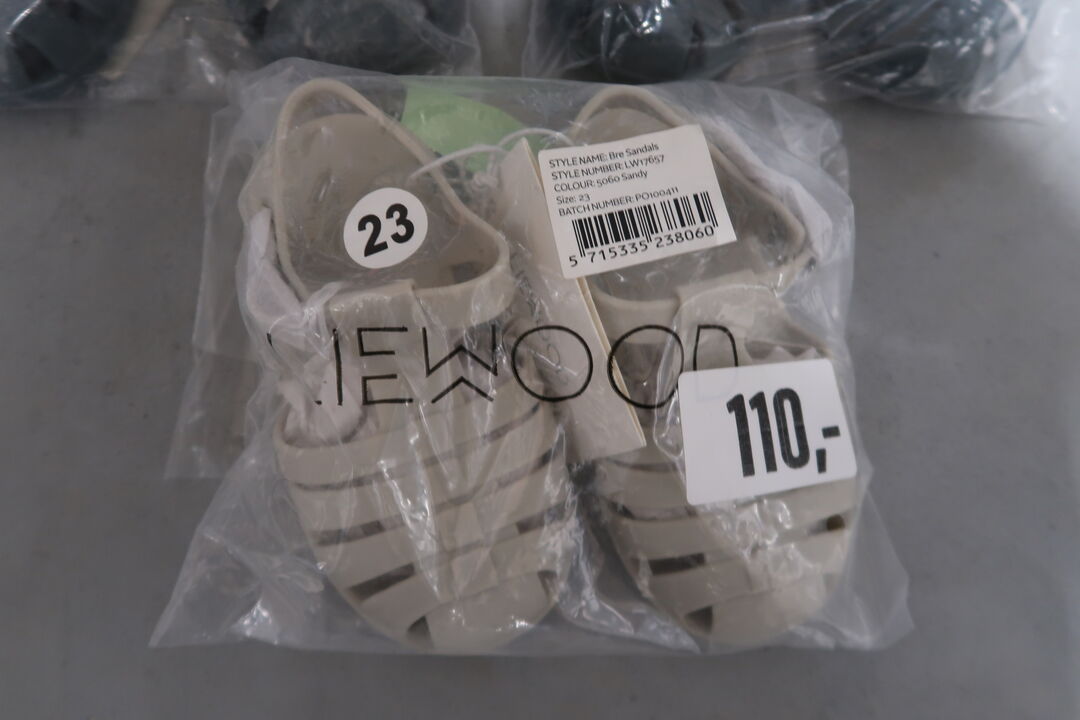 STYLE NAME: Bre Sandals
STYLE NUMBER: LW17657
COLOUR: 5060 Sandy
Size: 23
BATCH NUMBER: PO100411
5 715335 238060
23
LIEWOOD
110,-